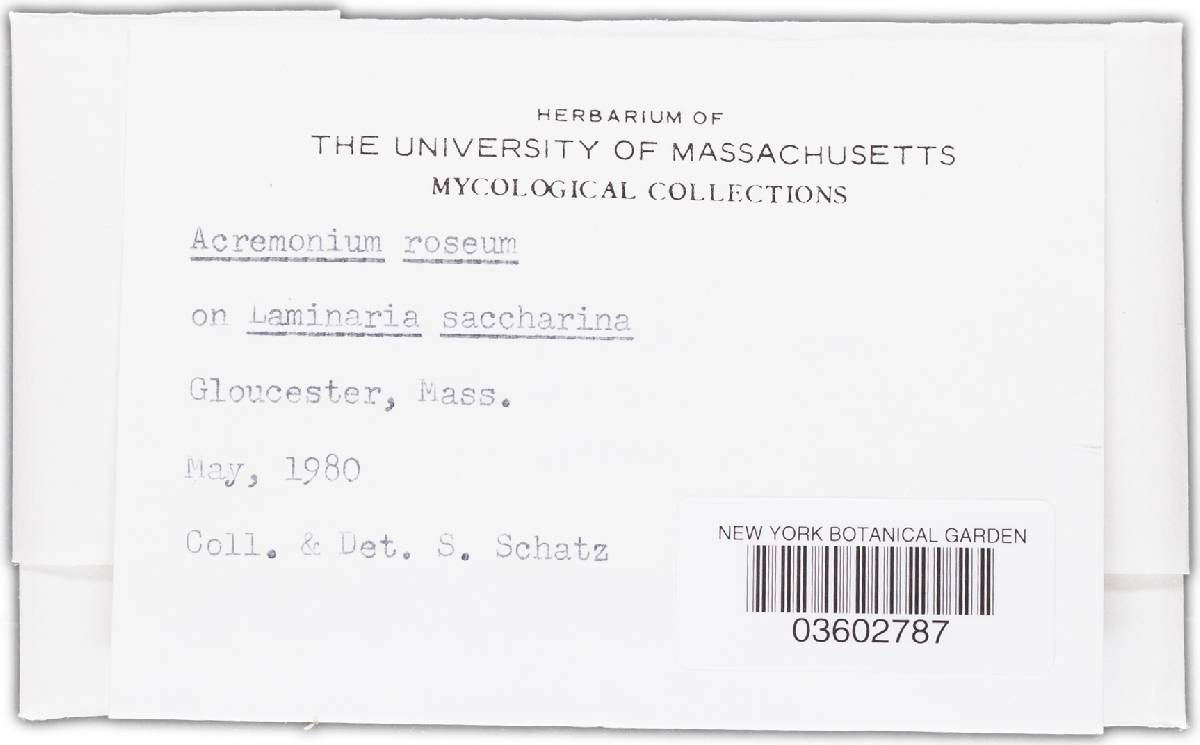 HERBARIUM OF
THE UNIVERSITY OF MASSACHUSETTS
MYCOLOGICAL COLLECTIONS
Acremonium roseum
on Laminaria saccharina
Gloucester, Mass.
May, 1980
Coll. & Det. S. Schatz
NEW YORK BOTANICAL GARDEN
03602787